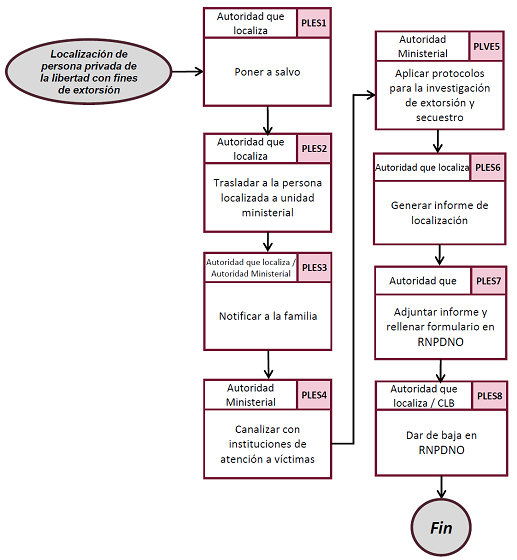 Localización de
persona privada de
la libertad con fines
de extorsión
Autoridad que
localiza
PLES1
Poner a salvo
Autoridad que
localiza
PLES2
Trasladar a la persona
localizada a unidad
ministerial
Autoridad que localiza /
Autoridad Ministerial
PLES3
Notificar a la familia
Autoridad
Ministerial
PLES4
Canalizar con
instituciones de
atención a víctimas
Autoridad
Ministerial
PLVE5
Aplicar protocolos
para la investigación
de extorsión y
secuestro
Autoridad que localiza
PLES6
Generar informe de
localización
Autoridad que
PLES7
Adjuntar informe y
rellenar formulario en
RNPDNO
Autoridad que
localiza / CLB
PLES8
Dar de baja en
RNPDNO
Fin